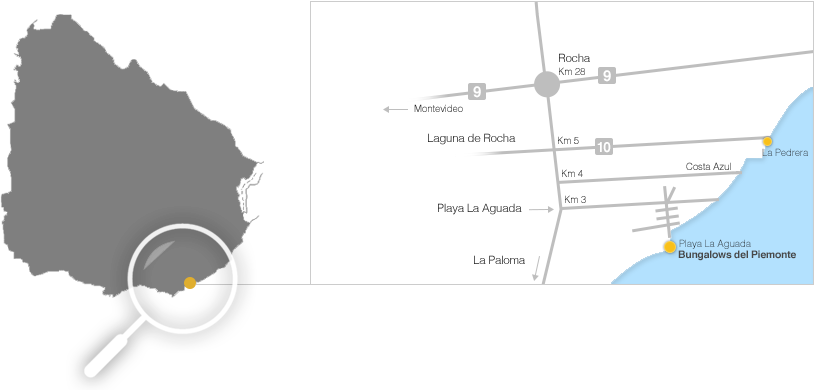 Rocha
Km 28
9
9
Montevideo
Laguna de Rocha
Km 5
10
La Pedrera
Costa Azul
Km 4
Km 3
Playa La Aguada
Playa La Aguada
Bungalows del Piemonte
La Paloma